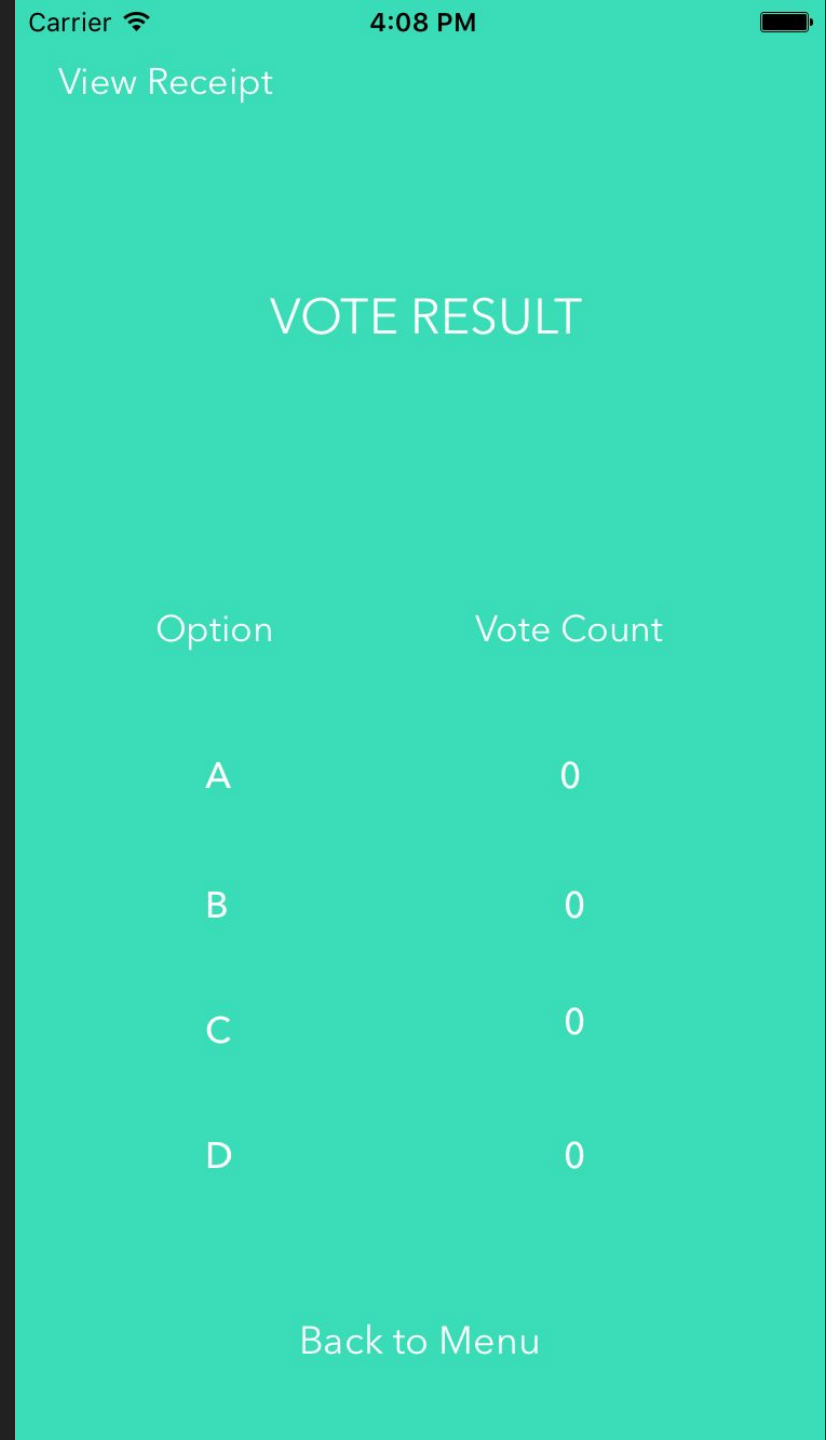 Carrier 4:08 PM
View Receipt
VOTE RESULT
Option Vote Count
A 0
B 0
C 0
D 0
Back to Menu